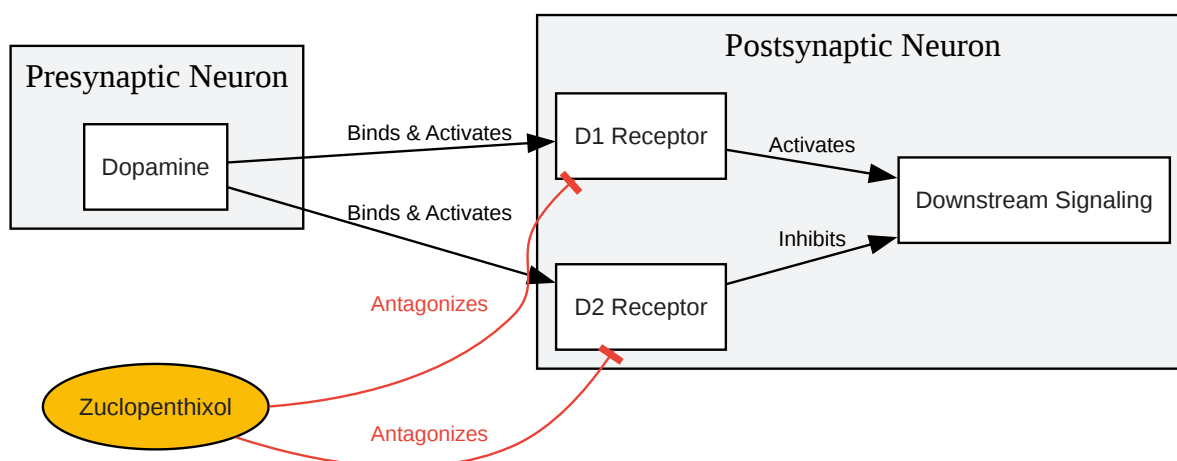 Presynaptic Neuron
Dopamine
Binds & Activates
Binds & Activates
Postsynaptic Neuron
D1 Receptor
Activates
Downstream Signaling
Inhibits
D2 Receptor
Antagonizes
Zuclopenthixol
Antagonizes